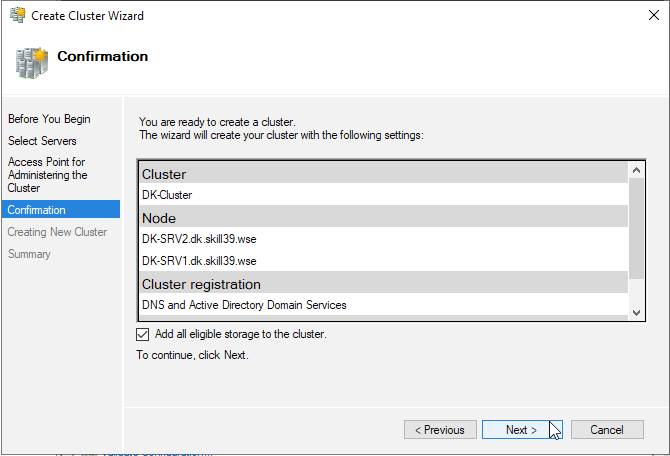 Create Cluster Wizard
Confirmation
Before You Begin
Select Servers
Access Point for
Administering the
Cluster
Confirmation
Creating New Cluster
Summary
You are ready to create a cluster.
The wizard will create your cluster with the following settings:
Cluster
DK-Cluster
Node
DK-SRV2.dk.skill39.wse
DK-SRV1.dk.skill39.wse
Cluster registration
DNS and Active Directory Domain Services
Add all eligible storage to the cluster.
To continue, click Next.
< Previous
Next >
Cancel